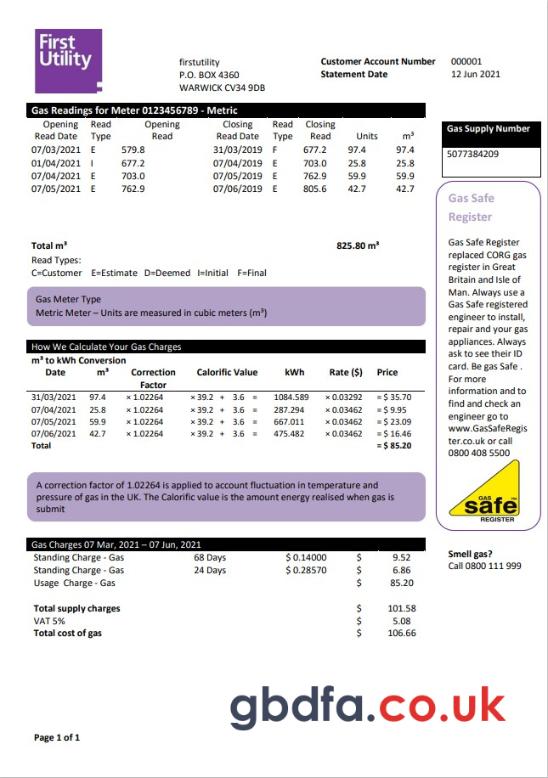 First
Utility
firstutility
P.O. BOX 4360
WARWICK CV34 9DB
Customer Account Number 000001
Statement Date 12 Jun 2021
Gas Readings for Meter 0123456789 - Metric
Opening Read Opening Closing Read Closing
Read Date Type Read Read Date Type Read Units m³
07/03/2021 E 579.8 31/03/2019 F 677.2 97.4 97.4
01/04/2021 I 677.2 07/04/2019 E 703.0 25.8 25.8
07/04/2021 E 703.0 07/05/2019 E 762.9 59.9 59.9
07/05/2021 E 762.9 07/06/2019 E 805.6 42.7 42.7
Total m³ 825.80 m³
Read Types:
C=Customer E=Estimate D=Deemed I=Initial F=Final
Gas Meter Type
Metric Meter – Units are measured in cubic meters (m³)
How We Calculate Your Gas Charges
m³ to kWh Conversion
Date m³ Correction Calorific Value kWh Rate ($) Price
Factor
31/03/2021 97.4 × 1.02264 × 39.2 ÷ 3.6 = 1084.589 × 0.03292 = $ 35.70
07/04/2021 25.8 × 1.02264 × 39.2 ÷ 3.6 = 287.294 × 0.03462 = $ 9.95
07/05/2021 59.9 × 1.02264 × 39.2 ÷ 3.6 = 667.011 × 0.03462 = $ 23.09
07/06/2021 42.7 × 1.02264 × 39.2 ÷ 3.6 = 475.482 × 0.03462 = $ 16.46
Total = $ 85.20
A correction factor of 1.02264 is applied to account fluctuation in temperature and
pressure of gas in the UK. The Calorific value is the amount energy realised when gas is
submit
Gas Charges 07 Mar, 2021 – 07 Jun, 2021
Standing Charge - Gas 68 Days $ 0.14000 $ 9.52
Standing Charge - Gas 24 Days $ 0.28570 $ 6.86
Usage Charge - Gas $ 85.20
Total supply charges $ 101.58
VAT 5% $ 5.08
Total cost of gas $ 106.66
Gas Supply Number
5077384209
Gas Safe
Register
Gas Safe Register
replaced CORG gas
register in Great
Britain and Isle of
Man. Always use a
Gas Safe registered
engineer to install,
repair and your gas
appliances. Always
ask to see their ID
card. Be gas Safe .
For more
information and to
find and check an
engineer go to
www.GasSafeRegis
ter.co.uk or call
0800 408 5500
GAS
safe
REGISTER
Smell gas?
Call 0800 111 999
gbdfa.co.uk
Page 1 of 1